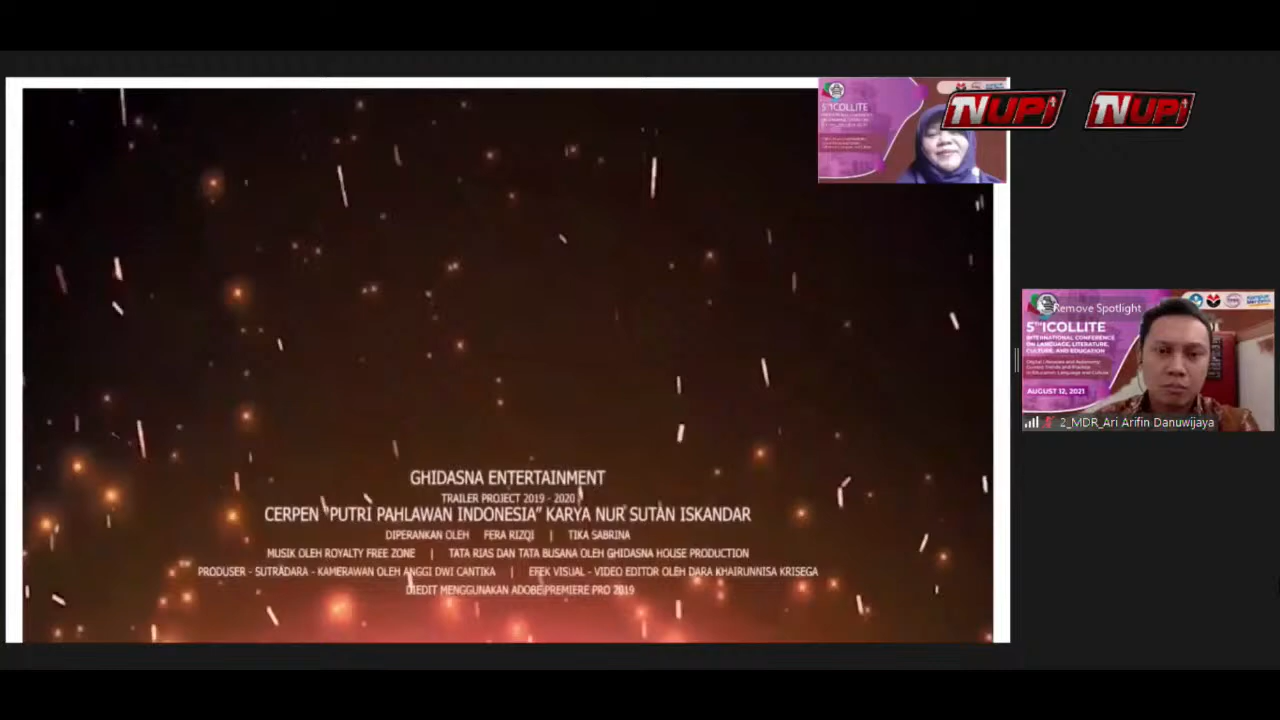 TVUPI TVUPI
5THICOLLITE
GHIDASNA ENTERTAINMENT
TRAILER PROJECT 2019 - 2020
CERPEN "PUTRI PAHLAWAN INDONESIA" KARYA NUR SUTAN ISKANDAR
DIPERANKAN OLEH FERA RIZQI | TIKA SABRINA
MUSIK OLEH ROYALTY FREE ZONE | TATA RIAS DAN TATA BUSANA OLEH GHIDASNA HOUSE PRODUCTION
PRODUSER - SUTRADARA - KAMERAWAN OLEH ANGGI DWI CANTIKA | EFEK VISUAL - VIDEO EDITOR OLEH DARA KHAIRUNNISA KRISEGA
DIEDIT MENGGUNAKAN ADOBE PREMIERE PRO 2019
Remove Spotlight
5THICOLLITE
INTERNATIONAL CONFERENCE
ON LANGUAGE, LITERATURE,
CULTURE, AND EDUCATION
AUGUST 12, 2021
2_MDR_Ari Arifin Danuwijaya